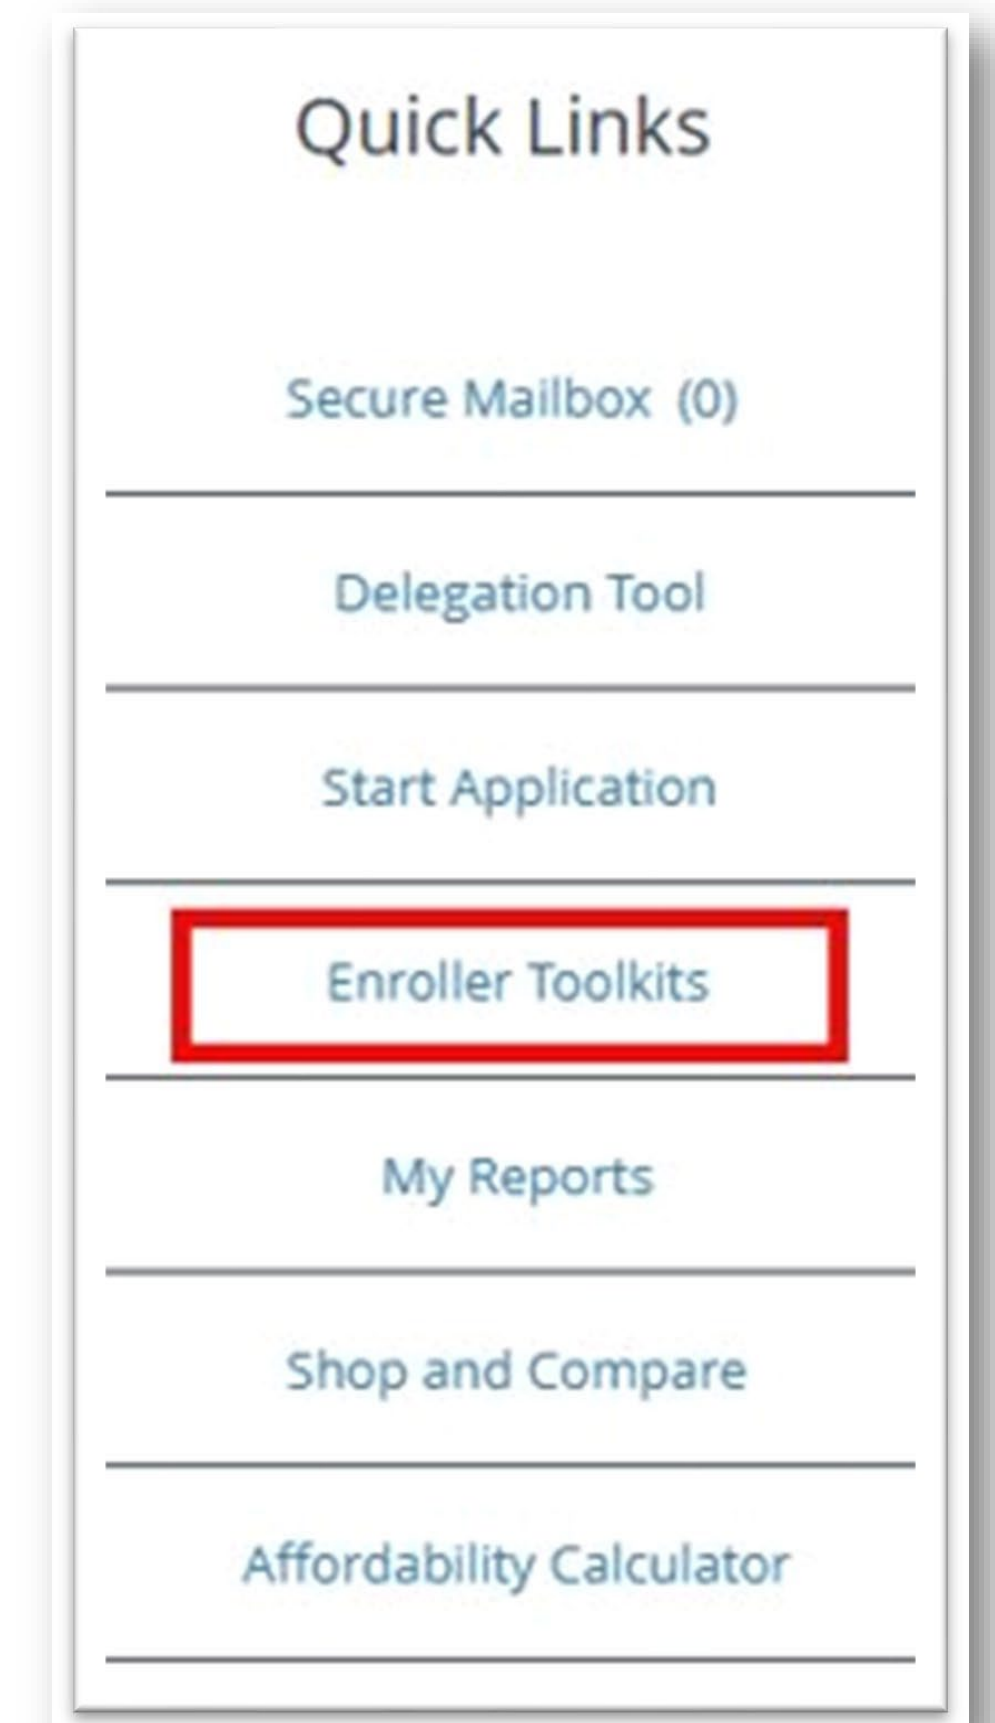 Quick Links
Secure Mailbox (0)
Delegation Tool
Start Application
Enroller Toolkits
My Reports
Shop and Compare
Affordability Calculator